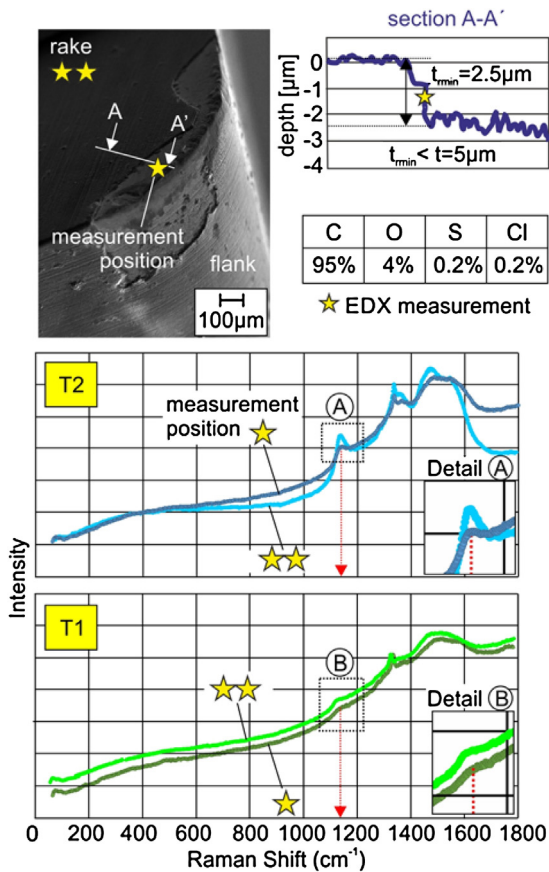 rake
A
A'
measurement
position
flank
100µm
section A-A´
depth [µm]
0
-1
-2
-3
-4
t_rmin=2.5µm
t_rmin< t=5µm
C O S Cl
95% 4% 0.2% 0.2%
EDX measurement
Intensity
T2
measurement
position
A
Detail A
T1
B
Detail B
0 200 400 600 800 1000 1200 1400 1600 1800
Raman Shift (cm⁻¹)